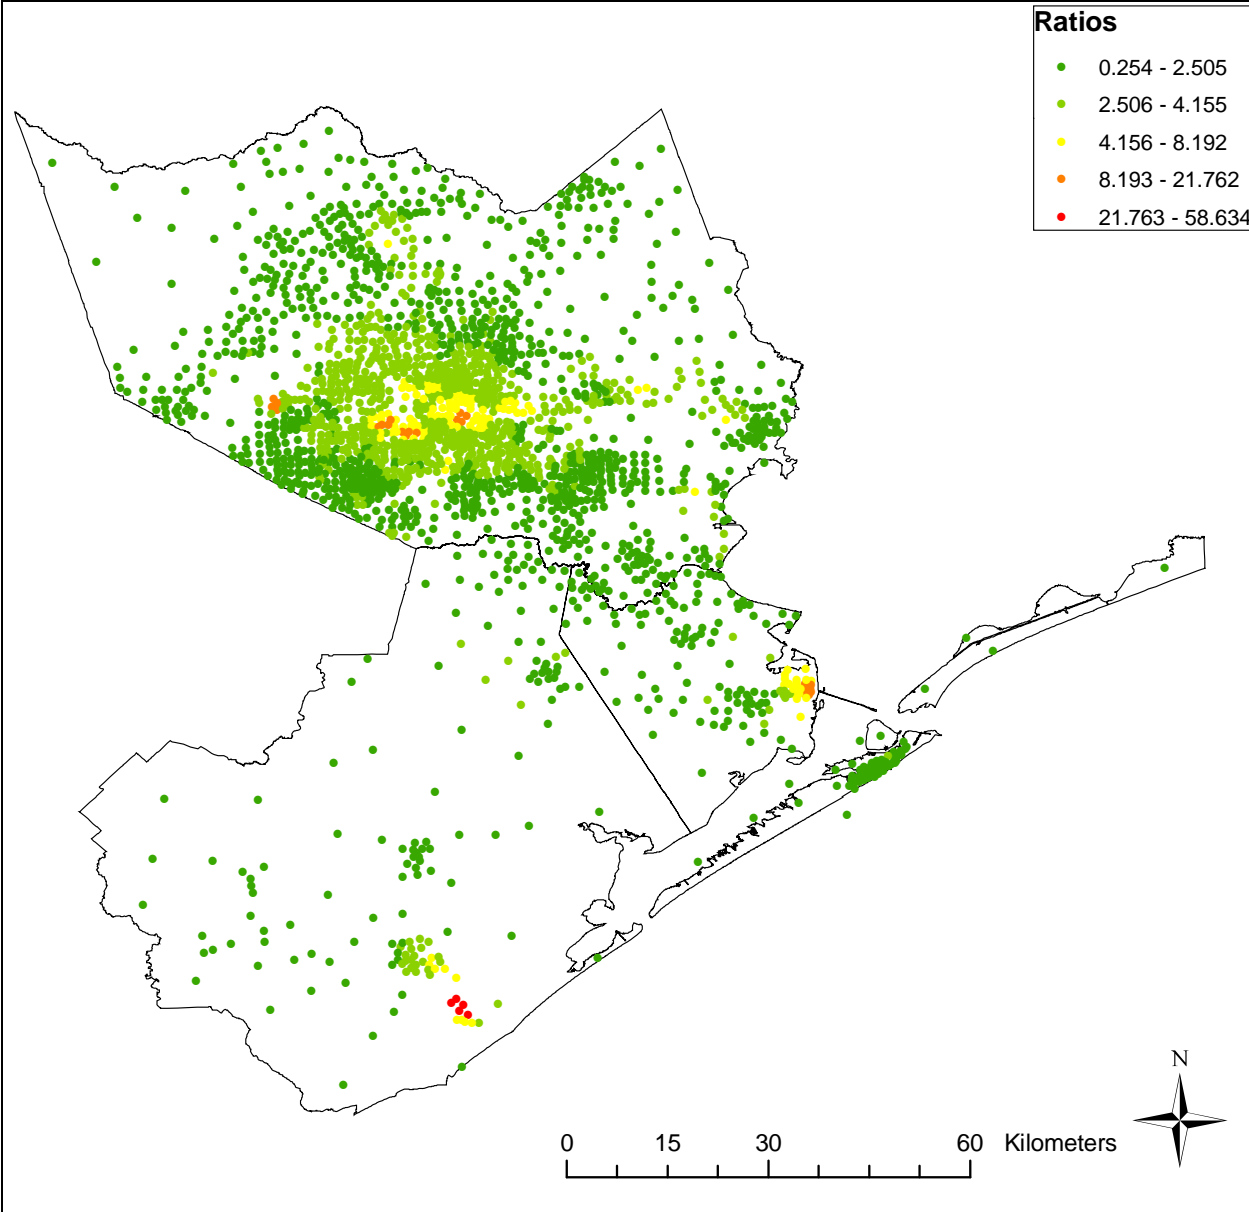 Ratios
0.254 - 2.505
2.506 - 4.155
4.156 - 8.192
8.193 - 21.762
21.763 - 58.634
N
0 15 30 60 Kilometers